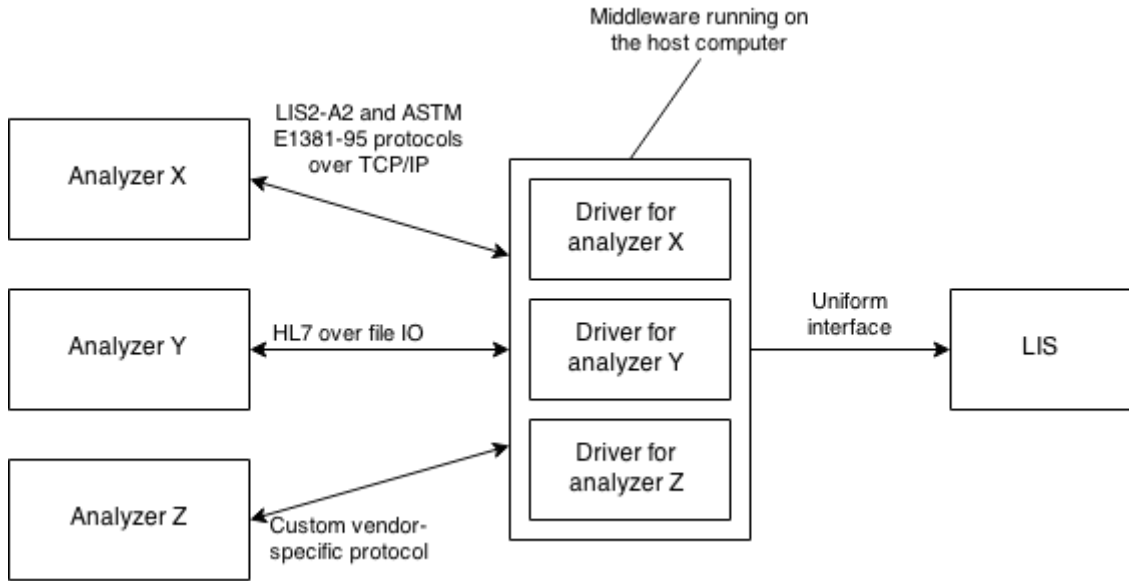 Middleware running on
the host computer
LIS2-A2 and ASTM
E1381-95 protocols
over TCP/IP
Analyzer X
Driver for
analyzer X
Analyzer Y
HL7 over file IO
Driver for
analyzer Y
Uniform
interface
LIS
Analyzer Z
Custom vendor-
specific protocol
Driver for
analyzer Z